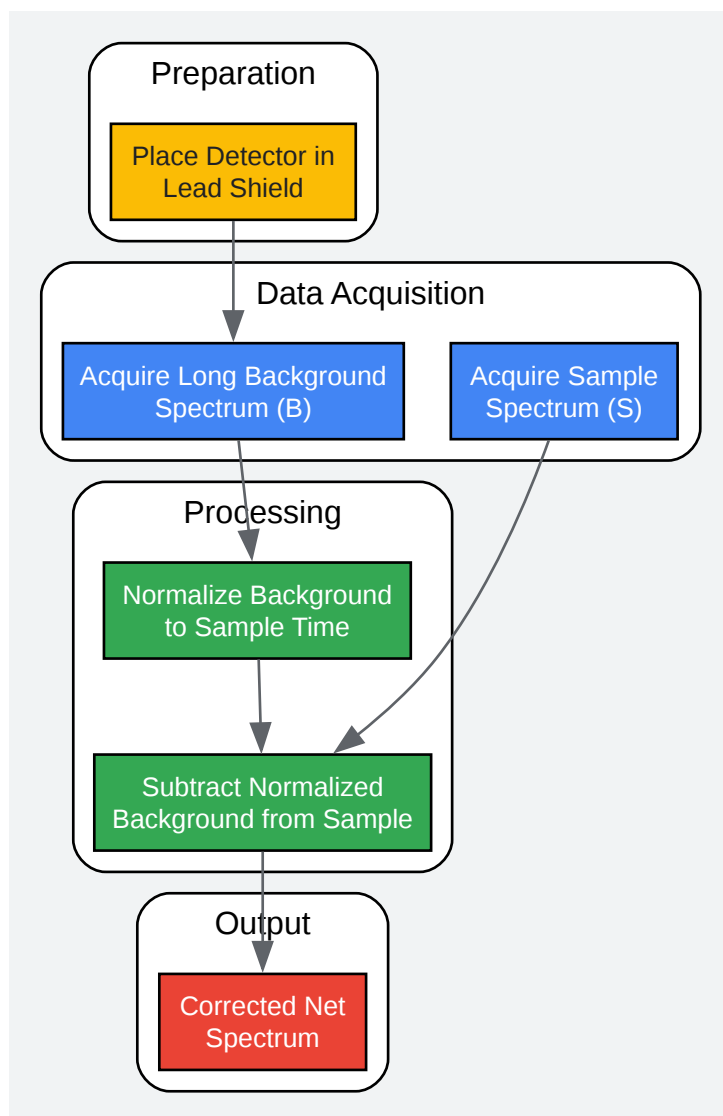 Preparation
Place Detector in
Lead Shield
Data Acquisition
Acquire Long Background
Spectrum (B)
Acquire Sample
Spectrum (S)
Processing
Normalize Background
to Sample Time
Subtract Normalized
Background from Sample
Output
Corrected Net
Spectrum